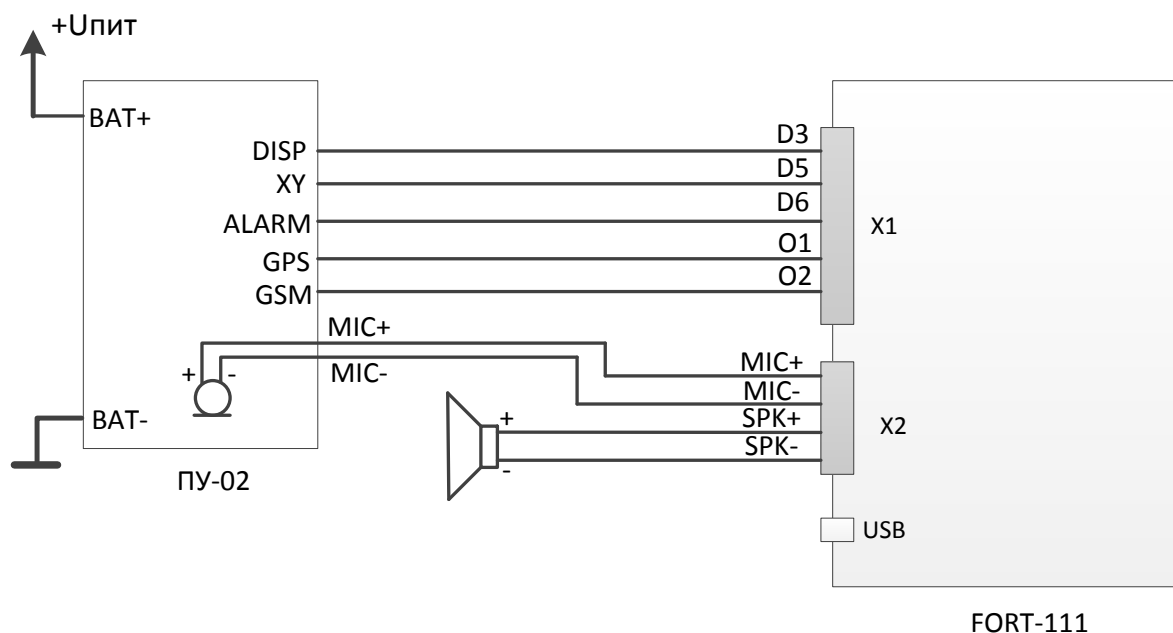 +Uпит
BAT+
DISP
XY
ALARM
GPS
GSM
D3
D5
D6
O1
O2
X1
MIC+
MIC-
+ -
BAT-
ПУ-02
MIC+
MIC-
SPK+
SPK-
+
-
X2
USB
FORT-111